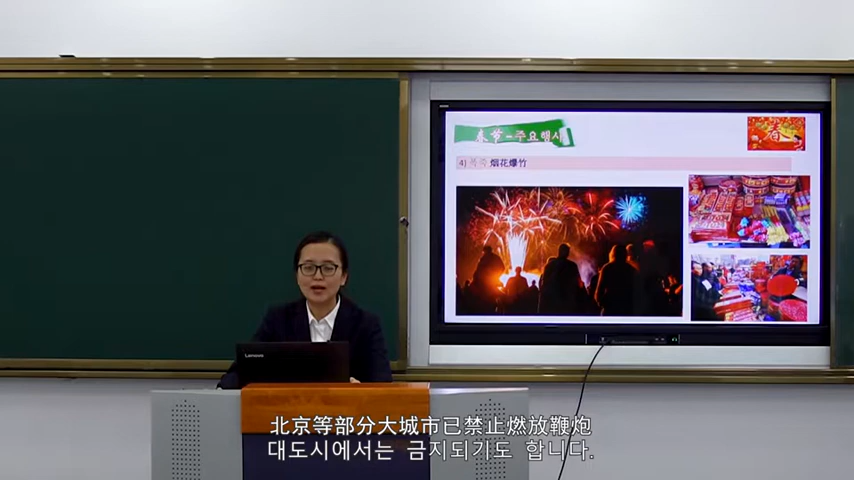 春节-주요행사
春
4) 폭죽 烟花爆竹
Lenovo
北京等部分大城市已禁止燃放鞭炮
대도시에서는 금지되기도 합니다.